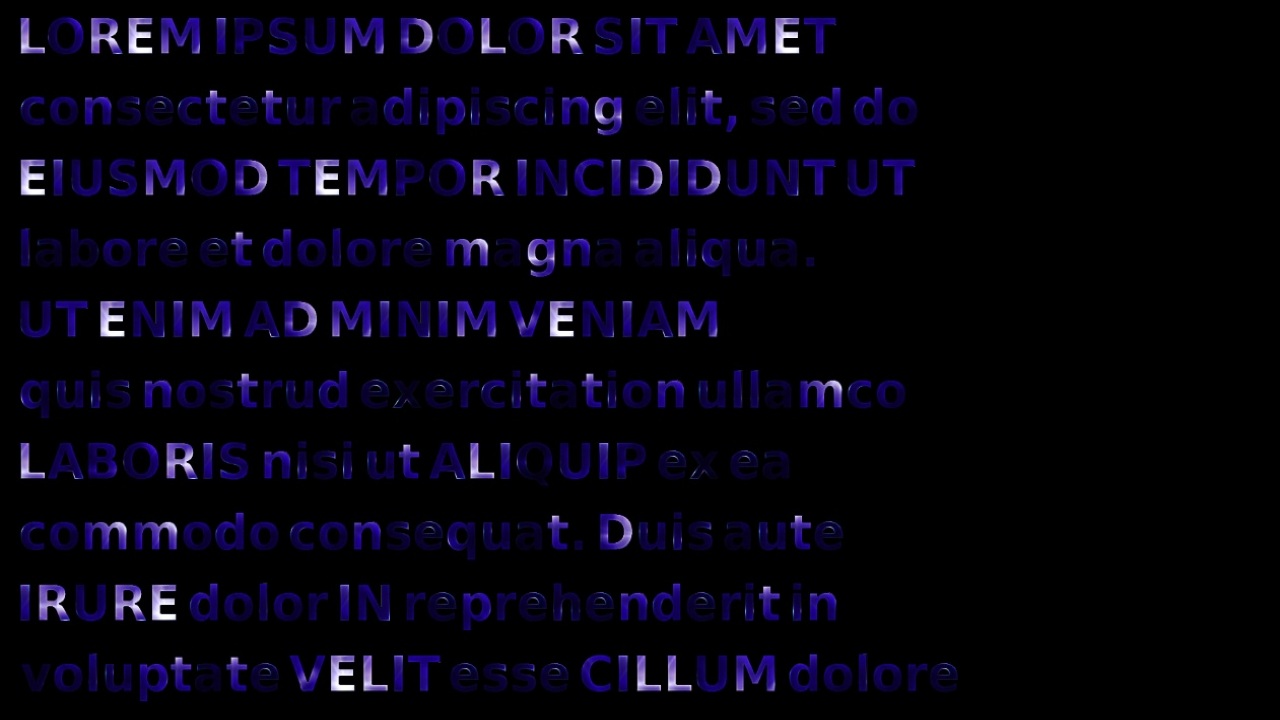 LOREM IPSUM DOLOR SIT AMET
consectetur adipiscing elit, sed do
EIUSMOD TEMPOR INCIDIDUNT UT
labore et dolore magna aliqua.
UT ENIM AD MINIM VENIAM
quis nostrud exercitation ullamco
LABORIS nisi ut ALIQUIP ex ea
commodo consequat. Duis aute
IRURE dolor IN reprehenderit in
voluptate VELIT esse CILLUM dolore